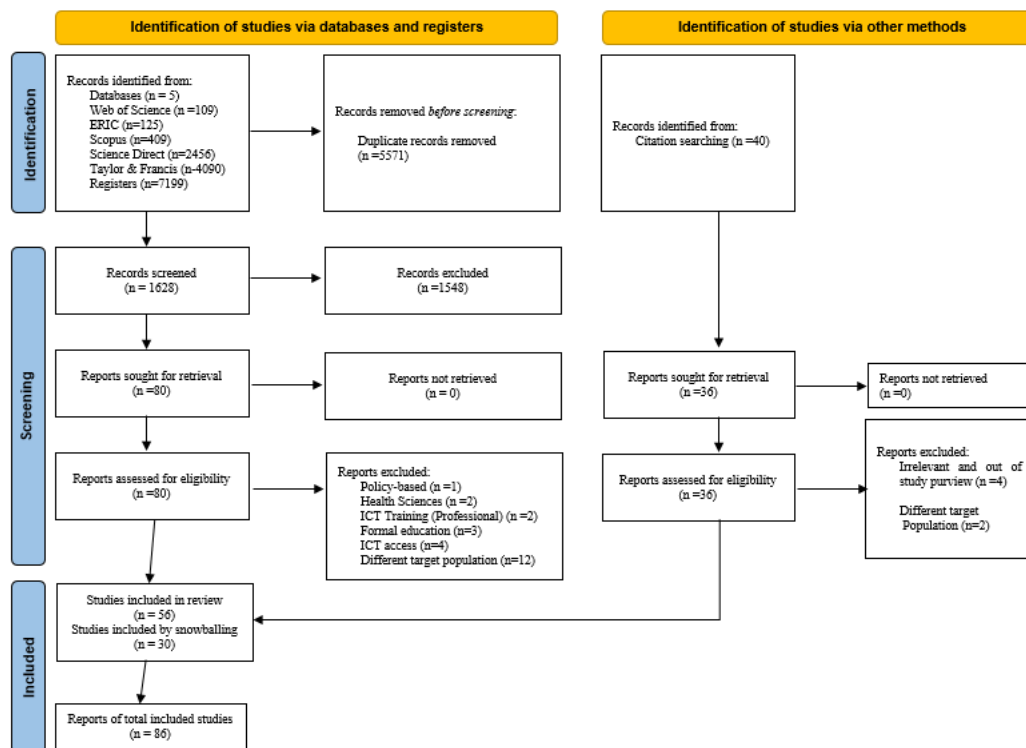 Identification of studies via databases and registers
Identification of studies via other methods
Identification
Records identified from:
Databases (n = 5)
Web of Science (n =109)
ERIC (n=125)
Scopus (n=409)
Science Direct (n=2456)
Taylor & Francis (n-4090)
Registers (n=7199)
Records removed before screening:
Duplicate records removed
(n =5571)
Records identified from:
Citation searching (n =40)
Screening
Records screened
(n = 1628)
Records excluded
(n =1548)
Reports sought for retrieval
(n =80)
Reports not retrieved
(n = 0)
Reports sought for retrieval
(n =36)
Reports not retrieved
(n =0)
Reports assessed for eligibility
(n =80)
Reports excluded:
Policy-based (n =1)
Health Sciences (n =2)
ICT Training (Professional) (n =2)
Formal education (n=3)
ICT access (n=4)
Different target population (n=12)
Reports assessed for eligibility
(n =36)
Reports excluded:
Irrelevant and out of
study purview (n =4)
Different target
Population (n=2)
Included
Studies included in review
(n = 56)
Studies included by snowballing
(n = 30)
Reports of total included studies
(n = 86)